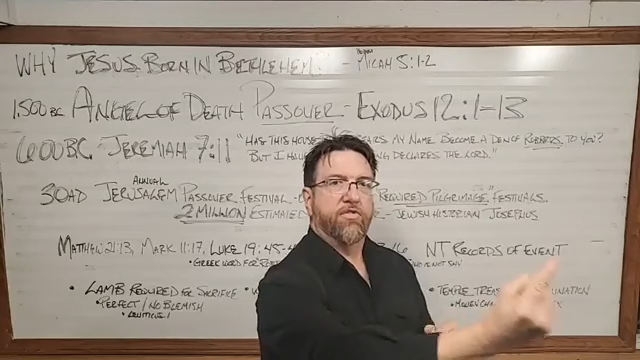 WHY JESUS BORN IN BETHLEHEM? - MICAH 5:1-2
1,500 BC ANGEL OF DEATH PASSOVER - EXODUS 12:1-13
600 BC - JEREMIAH 7:11 "HAS THIS HOUSE BEARS MY NAME BECOME A DEN OF ROBBERS TO YOU?
BUT I DECLARES THE LORD."
30AD JERUSALEM ANNUAL PASSOVER FESTIVAL REQUIRED PILGRIMAGE" FESTIVALS
2 MILLION ESTIMATED - JEWISH HISTORIAN JOSEPHUS
MATTHEW 21:13, MARK 11:17, LUKE 19:45-4 16 NT RECORDS OF EVENT
• GREEK WORD FOR
• LAMB REQUIRED FOR SACRIFICE • TEMPLE
• PERFECT / NO BLEMISH
• LEVITICUS 1